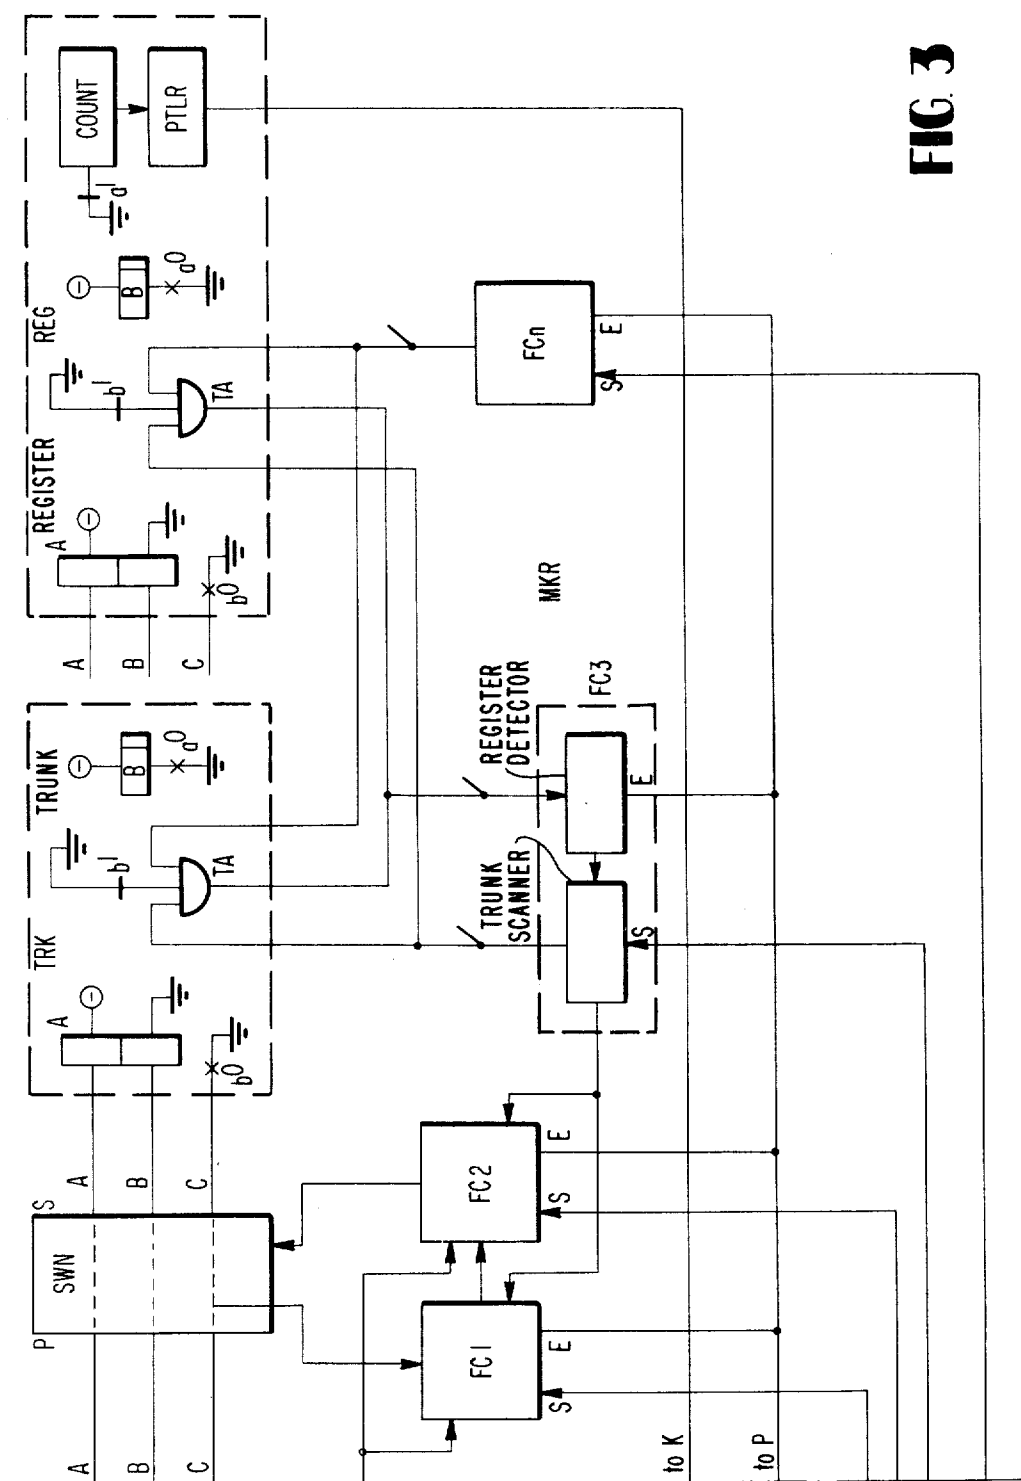 FIG. 3
COUNT
PTLR
a1
REG
B
a0
b1
TA
REGISTER
A
b0
A
B
C
FCn
E
S
MKR
TRUNK
B
a0
b1
TA
TRK
A
b0
REGISTER
DETECTOR
FC3
E
TRUNK
SCANNER
S
A
B
C
S
SWN
P
FC2
E
S
FC1
E
S
A
B
C
to K
to P